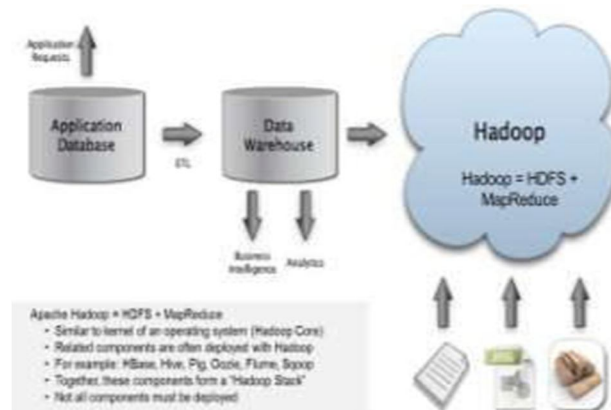 Application
Requests
Application
Database
ETL
Data
Warehouse
Business
Intelligence
Analytics
Hadoop
Hadoop = HDFS +
MapReduce
Apache Hadoop = HDFS + MapReduce
• Similar to kernel of an operating system (Hadoop Core)
• Related components are often deployed with Hadoop
• For example: HBase, Hive, Pig, Oozie, Flume, Sqoop
• Together, these components form a "Hadoop Stack"
• Not all components must be deployed